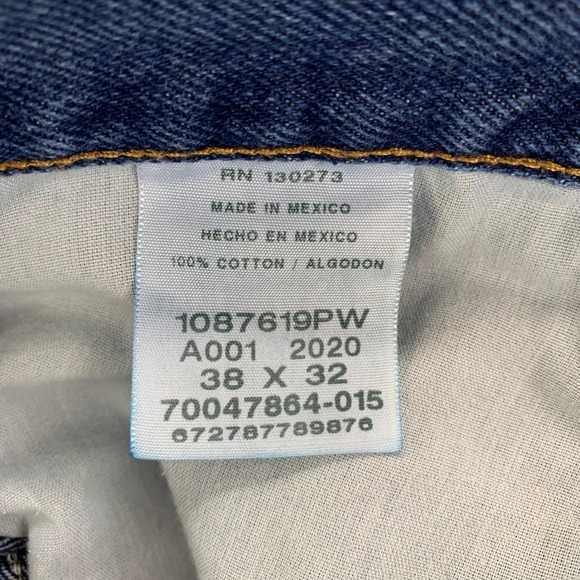 RN 130273
MADE IN MEXICO
HECHO EN MEXICO
100% COTTON / ALGODON
1087619PW
A001 2020
38 X 32
70047864-015
672787789876